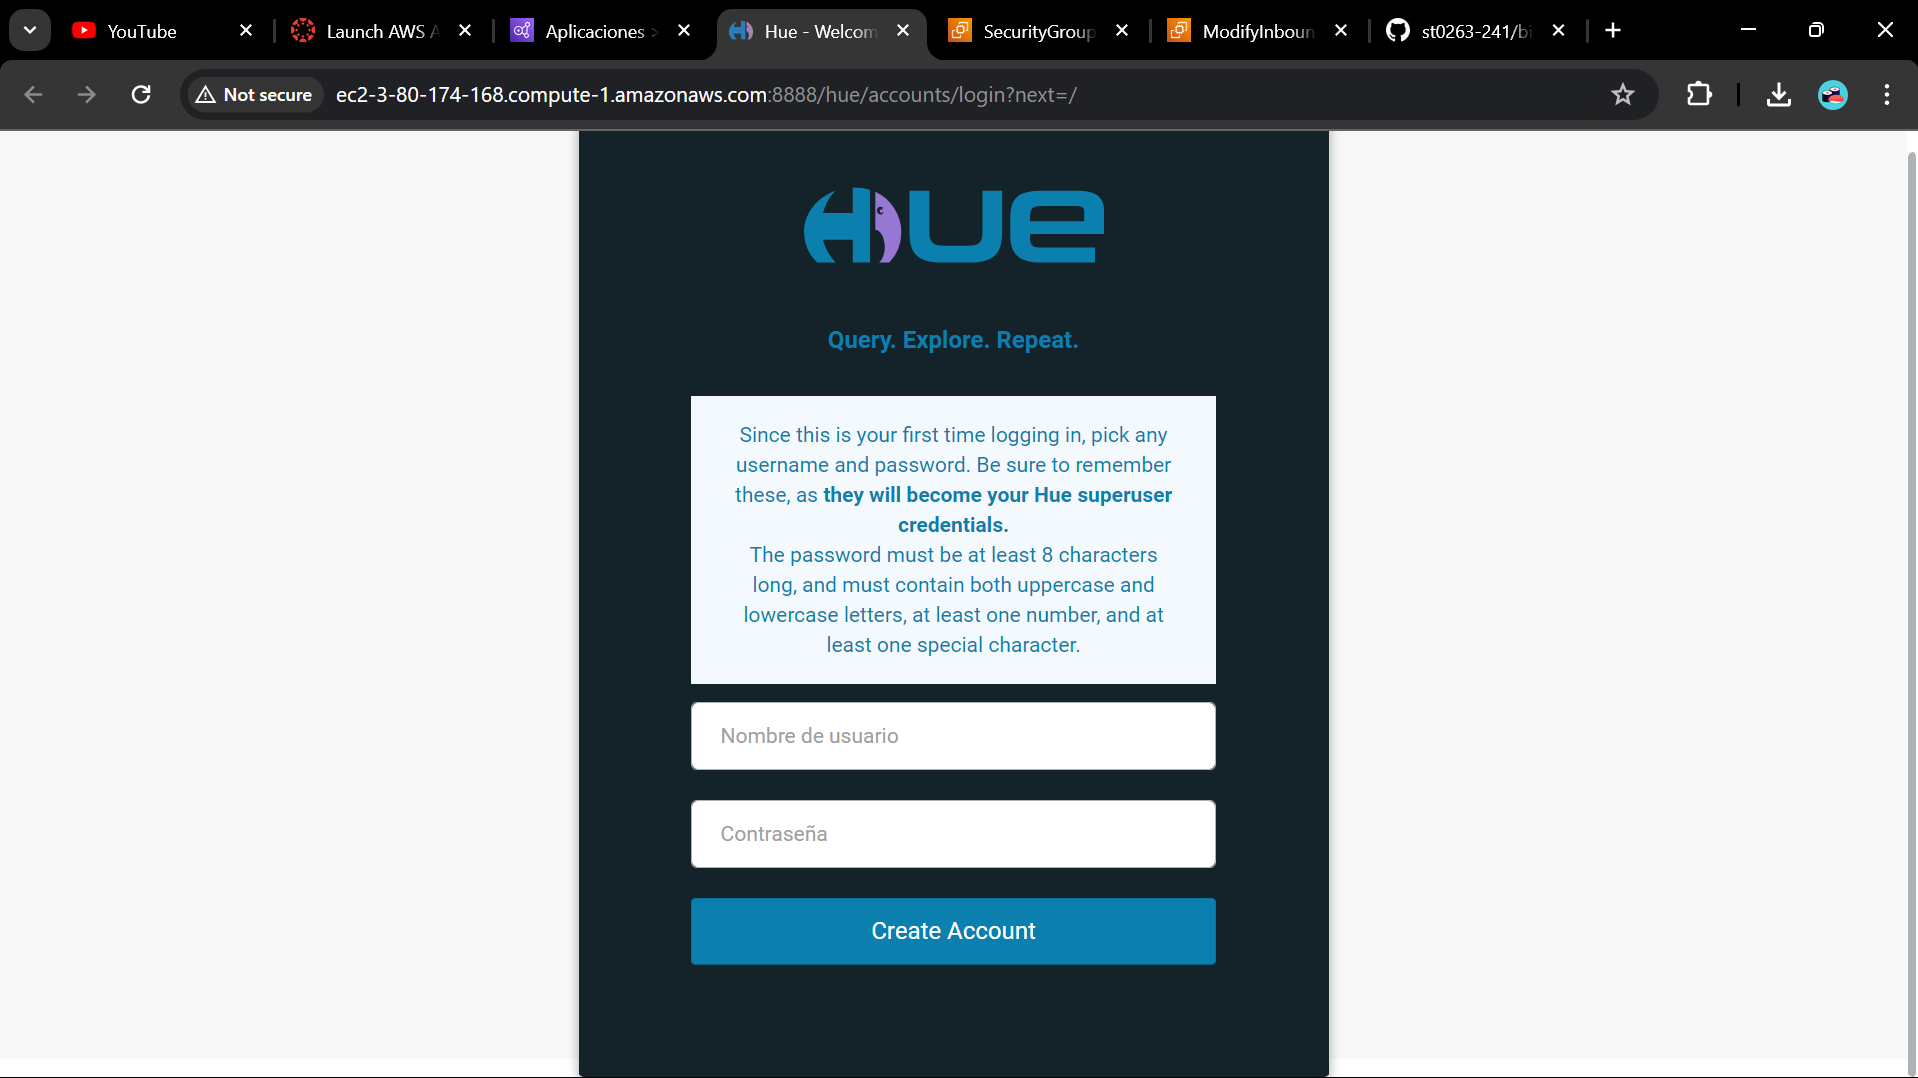 YouTube
Launch AWS A
Aplicaciones >
Hue - Welcom
SecurityGroup
ModifyInboun
st0263-241/bi
Not secure
ec2-3-80-174-168.compute-1.amazonaws.com:8888/hue/accounts/login?next=/
HUE
Query. Explore. Repeat.
Since this is your first time logging in, pick any
username and password. Be sure to remember
these, as they will become your Hue superuser
credentials.
The password must be at least 8 characters
long, and must contain both uppercase and
lowercase letters, at least one number, and at
least one special character.
Nombre de usuario
Contraseña
Create Account